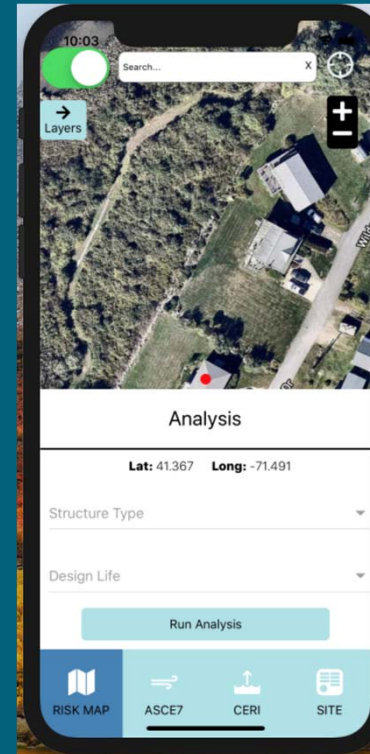 10:03
Search... X
→
Layers
+
−
Dr
Analysis
Lat: 41.367 Long: -71.491
Structure Type
Design Life
Run Analysis
RISK MAP ASCE7 CERI SITE